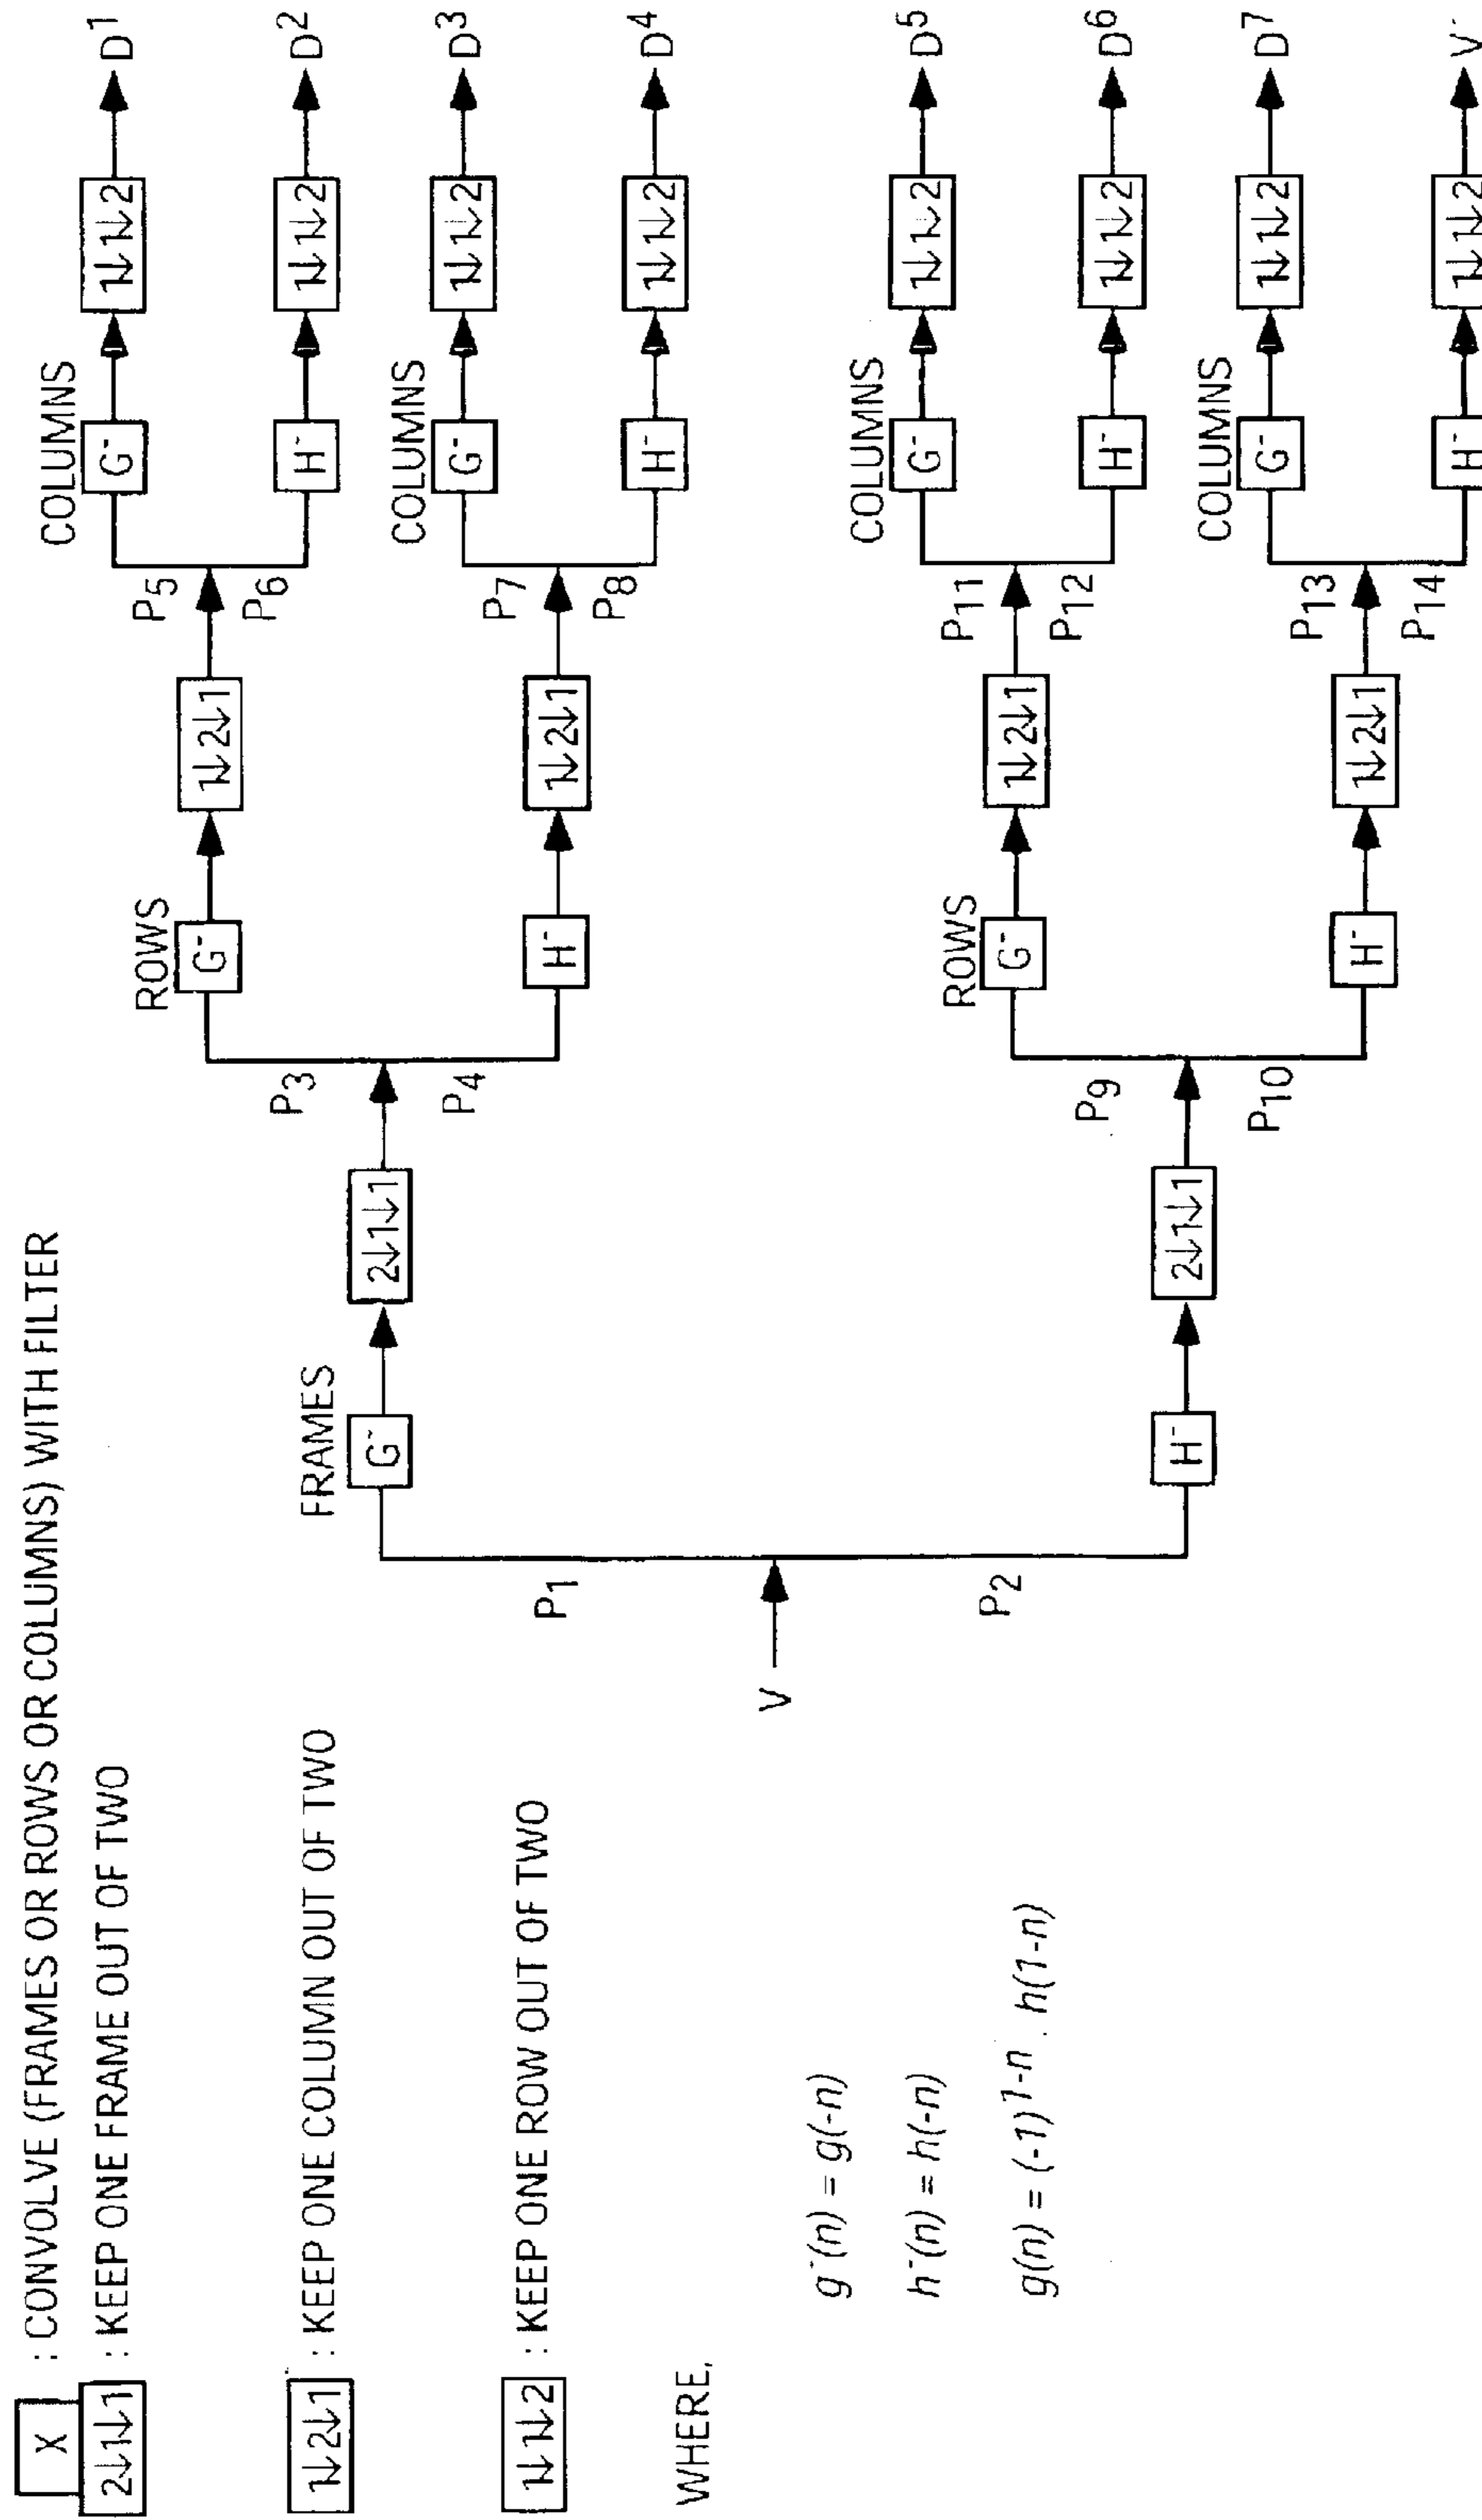 X : CONVOLVE (FRAMES OR ROWS OR COLUMNS) WITH FILTER
2↓1↓1 : KEEP ONE FRAME OUT OF TWO
1↓2↓1 : KEEP ONE COLUMN OUT OF TWO
1↓1↓2 : KEEP ONE ROW OUT OF TWO
WHERE,
g⁻(n) = g(-n)
h⁻(n) = h(-n)
g(n) = (-1)¹⁻ⁿ . h(1-n)
V
P₁
P₂
FRAMES
G⁻
2↓1↓1
H⁻
2↓1↓1
P₃
P₄
ROWS
G⁻
1↓2↓1
H⁻
1↓2↓1
P₉
P₁₀
ROWS
G⁻
1↓2↓1
H⁻
1↓2↓1
P₅
P₆
COLUMNS
G⁻
1↓1↓2
D¹
H⁻
1↓1↓2
D²
P₇
P₈
COLUMNS
G⁻
1↓1↓2
D³
H⁻
1↓1↓2
D⁴
P₁₁
P₁₂
COLUMNS
G⁻
1↓1↓2
D⁵
H⁻
1↓1↓2
D⁶
P₁₃
P₁₄
COLUMNS
G⁻
1↓1↓2
D⁷
H⁻
1↓1↓2